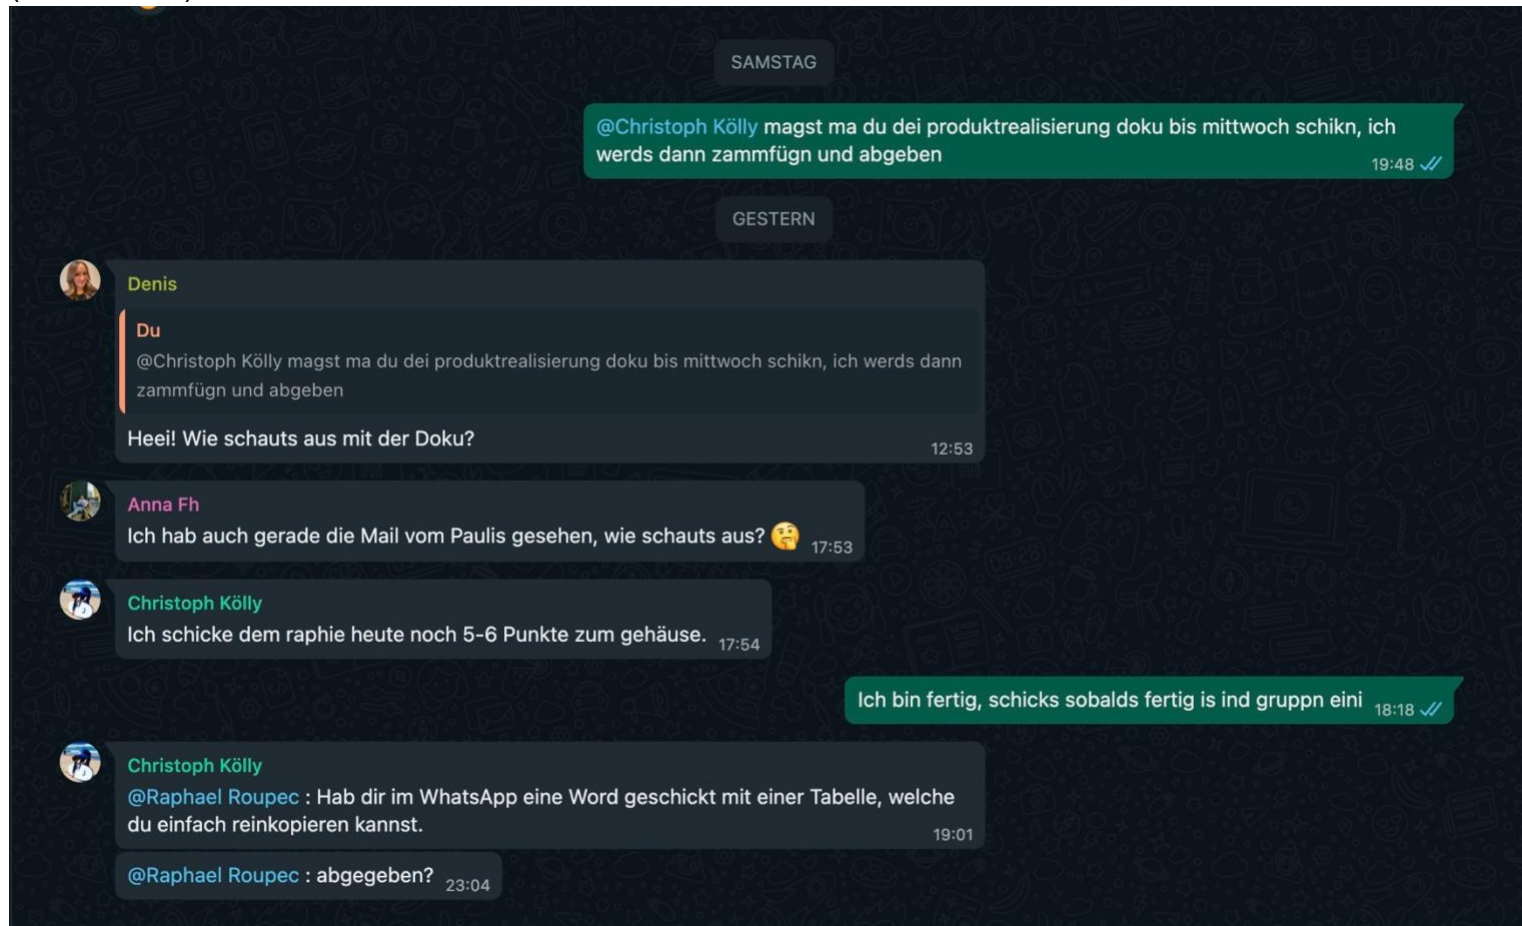 SAMSTAG
@Christoph Kölly magst ma du dei produktrealisierung doku bis mittwoch schikn, ich
werds dann zammfügn und abgeben
19:48
GESTERN
Denis
Du
@Christoph Kölly magst ma du dei produktrealisierung doku bis mittwoch schikn, ich werds dann
zammfügn und abgeben
Heei! Wie schauts aus mit der Doku?
12:53
Anna Fh
Ich hab auch gerade die Mail vom Paulis gesehen, wie schauts aus? 🤔 17:53
Christoph Kölly
Ich schicke dem raphie heute noch 5-6 Punkte zum gehäuse. 17:54
Ich bin fertig, schicks sobalds fertig is ind gruppn eini 18:18
Christoph Kölly
@Raphael Roupec : Hab dir im WhatsApp eine Word geschickt mit einer Tabelle, welche
du einfach reinkopieren kannst.
19:01
@Raphael Roupec : abgegeben? 23:04